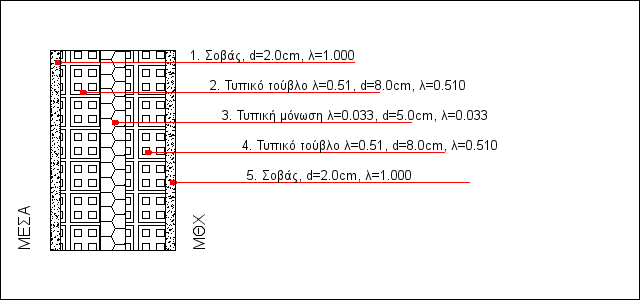 1. Σοβάς, d=2.0cm, λ=1.000
2. Τυπικό τούβλο λ=0.51, d=8.0cm, λ=0.510
3. Τυπική μόνωση λ=0.033, d=5.0cm, λ=0.033
4. Τυπικό τούβλο λ=0.51, d=8.0cm, λ=0.510
5. Σοβάς, d=2.0cm, λ=1.000
ΜΕΣΑ
ΜΘΧ